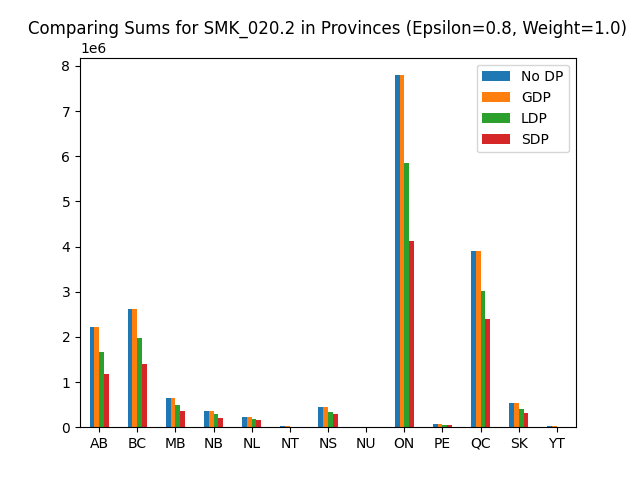 Comparing Sums for SMK_020.2 in Provinces (Epsilon=0.8, Weight=1.0)
1e6
No DP
GDP
LDP
SDP
8
7
6
5
4
3
2
1
0
AB BC MB NB NL NT NS NU ON PE QC SK YT